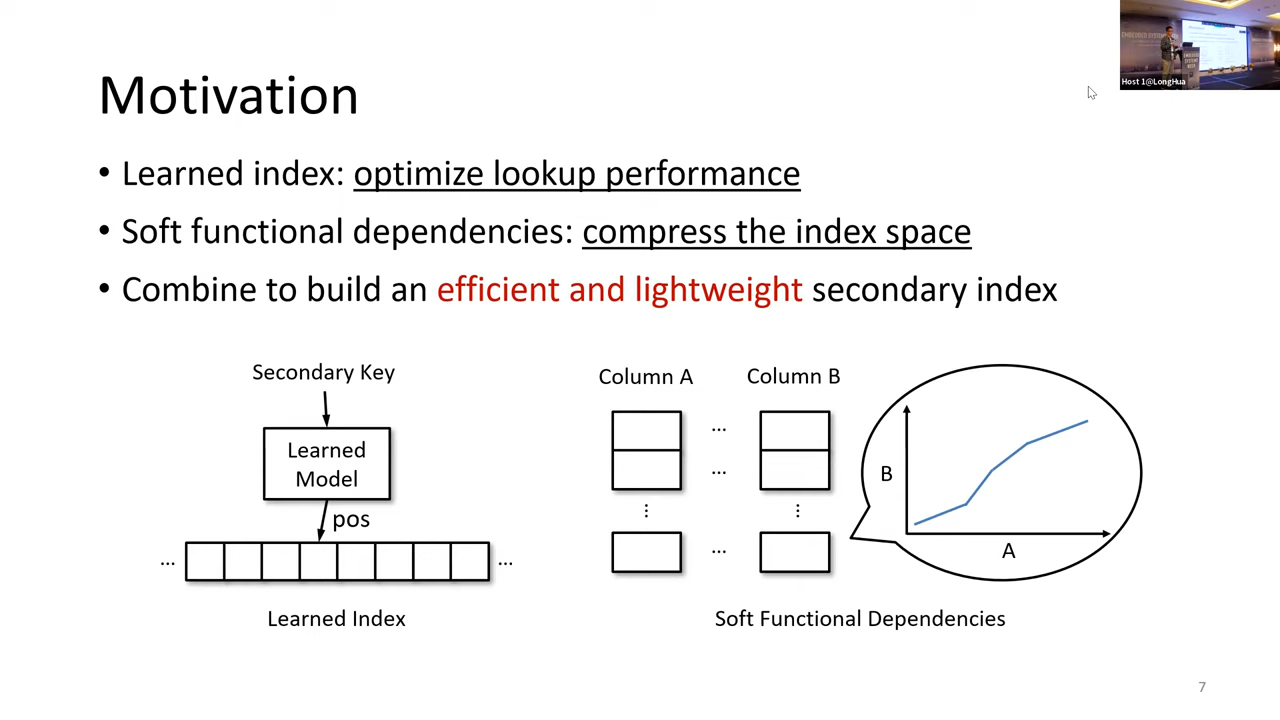 Motivation
Host 1@LongHua
• Learned index: optimize lookup performance
• Soft functional dependencies: compress the index space
• Combine to build an efficient and lightweight secondary index
Secondary Key
Learned
Model
pos
... ...
Learned Index
Column A Column B
...
...
⋮ ⋮
...
B
A
Soft Functional Dependencies
7